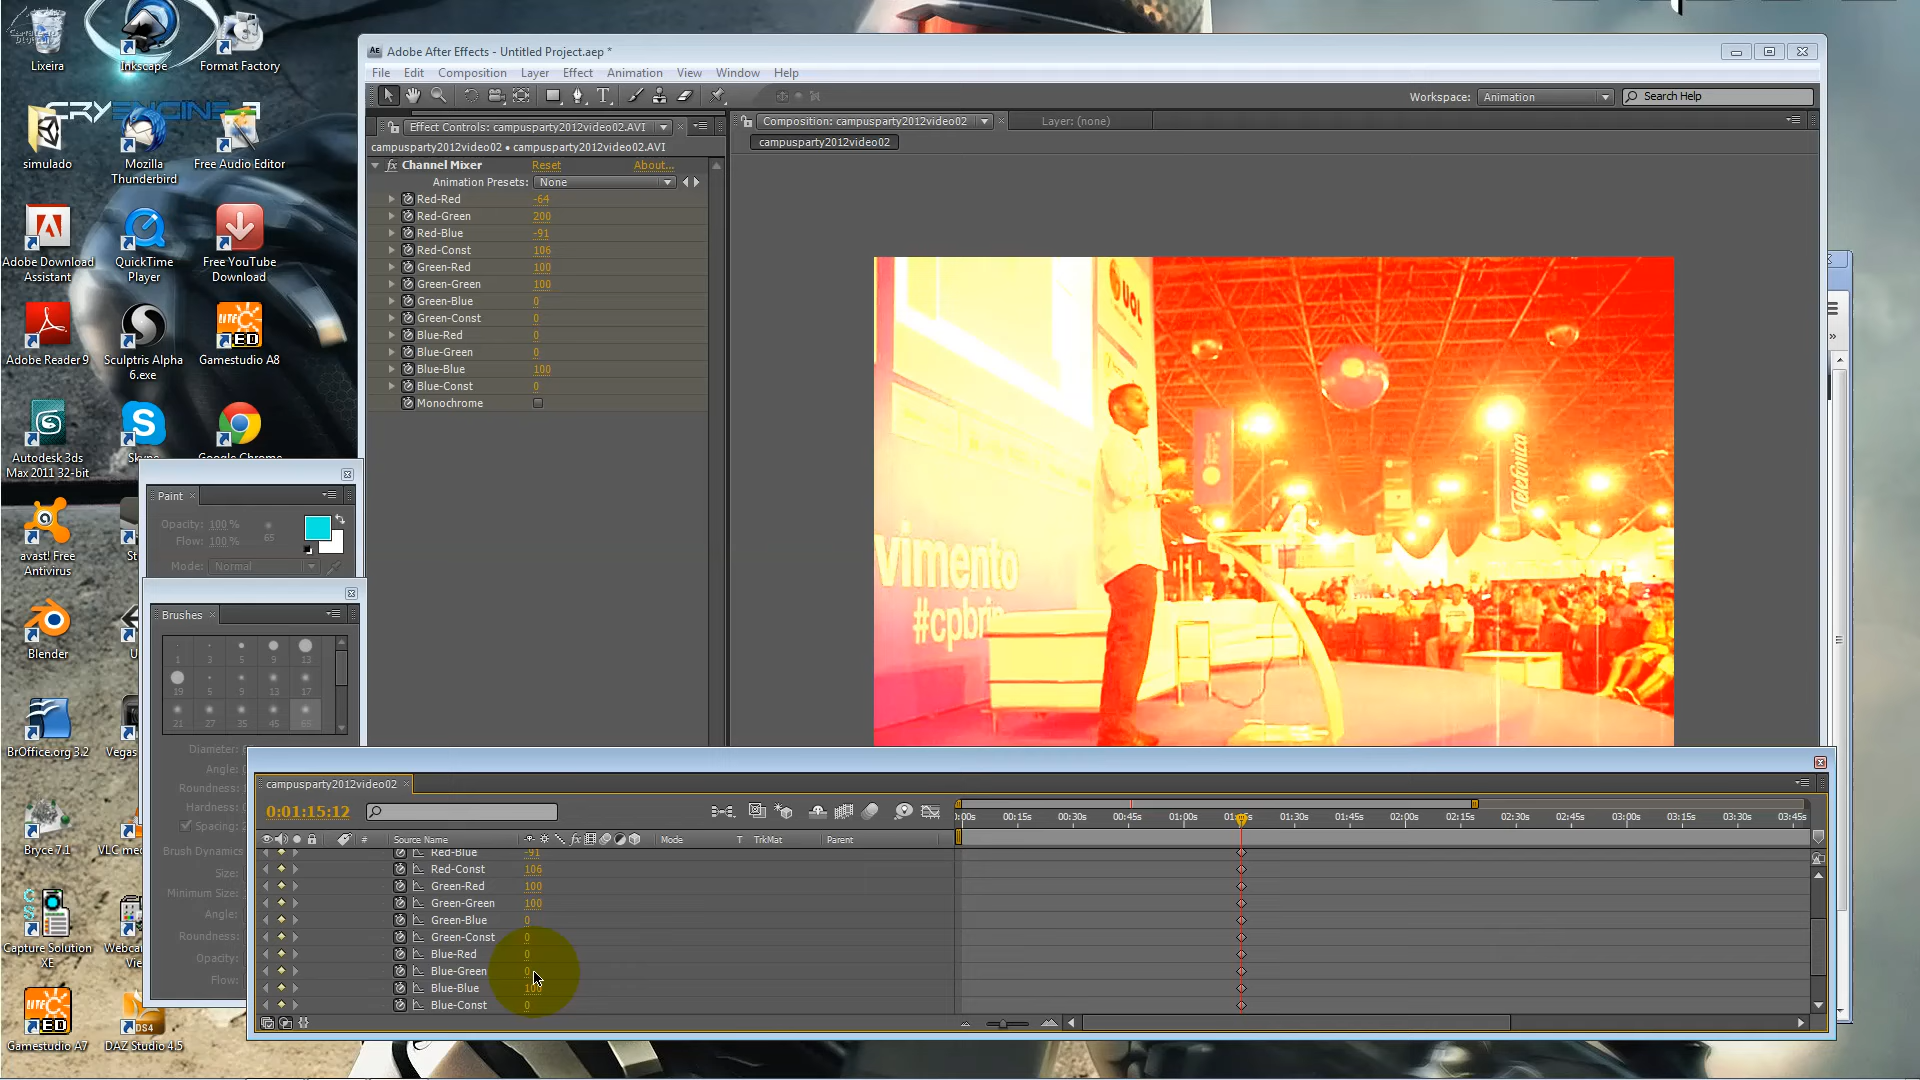 Lixeira
Inkscape
Format Factory
CRYENGINE 3
simulado
Mozilla
Thunderbird
Free Audio Editor
Adobe Download
Assistant
QuickTime
Player
Free YouTube
Download
Adobe Reader 9
Sculptris Alpha
6.exe
Gamestudio A8
Autodesk 3ds
Max 2011 32-bit
Skype
Google Chrome
avast! Free
Antivirus
Blender
BrOffice.org 3.2
Vegas
Bryce 7.1
VLC med
Capture Solution
XE
Webcam
Vie
Gamestudio A7
DAZ Studio 4.5
Adobe After Effects - Untitled Project.aep *
File Edit Composition Layer Effect Animation View Window Help
Workspace: Animation
Search Help
Effect Controls: campusparty2012video02.AVI
campusparty2012video02 • campusparty2012video02.AVI
fx Channel Mixer Reset About...
Animation Presets: None
Red-Red -64
Red-Green 200
Red-Blue -91
Red-Const 106
Green-Red 100
Green-Green 100
Green-Blue 0
Green-Const 0
Blue-Red 0
Blue-Green 0
Blue-Blue 100
Blue-Const 0
Monochrome
Composition: campusparty2012video02
Layer: (none)
campusparty2012video02
UOL
Telefónica
vimento
#cpbr
Paint
Opacity: 100 %
Flow: 100 %
65
Mode: Normal
Brushes
1 3 5 9 13
19 5 9 13 17
21 27 35 45 65
Diameter:
Angle:
Roundness:
Hardness:
Spacing:
Brush Dynamics
Size:
Minimum Size:
Angle:
Roundness:
Opacity:
Flow:
campusparty2012video02
0:01:15:12
# Source Name fx Mode T TrkMat Parent
0:00s 00:15s 00:30s 00:45s 01:00s 01:15s 01:30s 01:45s 02:00s 02:15s 02:30s 02:45s 03:00s 03:15s 03:30s 03:45s
Red-Blue -91
Red-Const 106
Green-Red 100
Green-Green 100
Green-Blue 0
Green-Const 0
Blue-Red 0
Blue-Green 0
Blue-Blue 100
Blue-Const 0